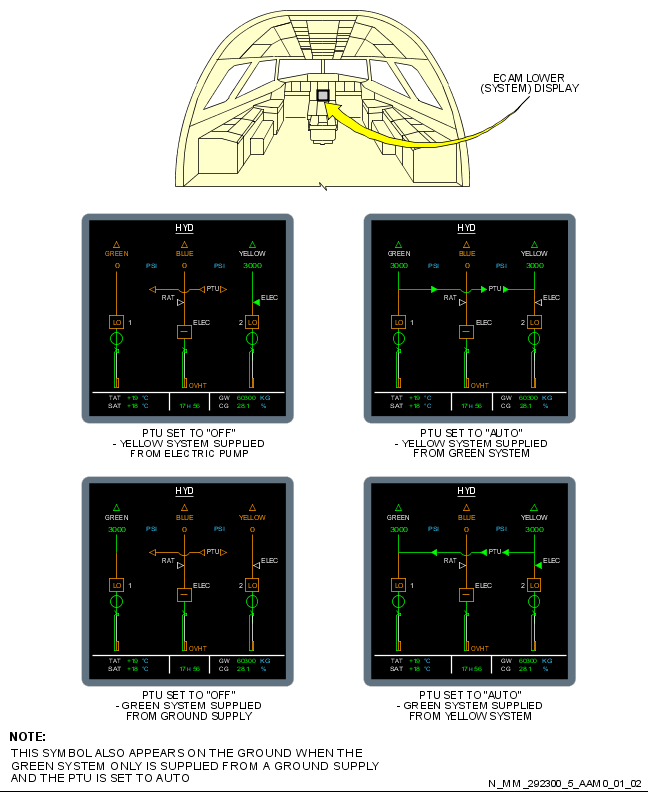 ECAM LOWER
(SYSTEM) DISPLAY
HYD
GREEN BLUE YELLOW
0 PSI 0 PSI 3000
PTU
RAT ELEC
LO 1 ELEC 2 LO
OVHT
TAT +19 °C GW 60300 KG
SAT +18 °C 17 H 56 CG 28.1 %
PTU SET TO "OFF"
- YELLOW SYSTEM SUPPLIED
FROM ELECTRIC PUMP
HYD
GREEN BLUE YELLOW
3000 PSI 0 PSI 3000
PTU
RAT ELEC
LO 1 ELEC 2 LO
TAT +19 °C GW 60300 KG
SAT +18 °C 17 H 56 CG 28.1 %
PTU SET TO "AUTO"
- YELLOW SYSTEM SUPPLIED
FROM GREEN SYSTEM
HYD
GREEN BLUE YELLOW
3000 PSI 0 PSI 0
PTU
RAT ELEC
LO 1 ELEC 2 LO
OVHT
TAT +19 °C GW 60300 KG
SAT +18 °C 17 H 56 CG 28.1 %
PTU SET TO "OFF"
- GREEN SYSTEM SUPPLIED
FROM GROUND SUPPLY
HYD
GREEN BLUE YELLOW
3000 PSI 0 PSI 3000
PTU
RAT ELEC
LO 1 ELEC 2 LO
TAT +19 °C GW 60300 KG
SAT +18 °C 17 H 56 CG 28.1 %
PTU SET TO "AUTO"
- GREEN SYSTEM SUPPLIED
FROM YELLOW SYSTEM
NOTE:
THIS SYMBOL ALSO APPEARS ON THE GROUND WHEN THE
GREEN SYSTEM ONLY IS SUPPLIED FROM A GROUND SUPPLY
AND THE PTU IS SET TO AUTO
N_MM_292300_5_AAM0_01_02